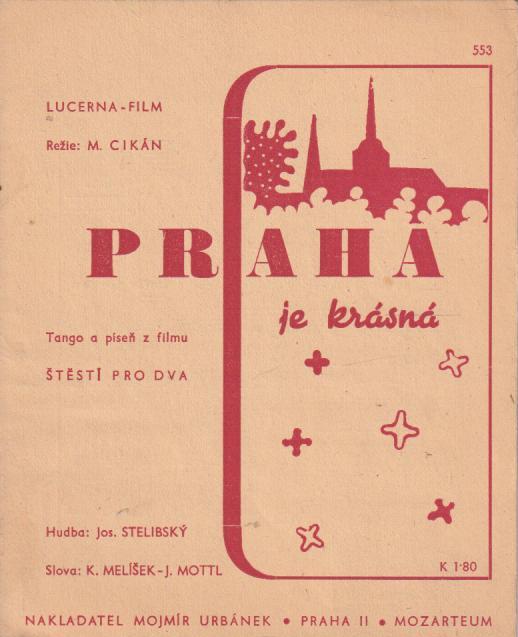 553
LUCERNA-FILM
Režie: M. CIKÁN
PRAHA
je krásná
Tango a píseň z filmu
ŠTĚSTÍ PRO DVA
Hudba: Jos. STELIBSKÝ
Slova: K. MELÍŠEK-J. MOTTL
K 1·80
NAKLADATEL MOJMÍR URBÁNEK • PRAHA II • MOZARTEUM